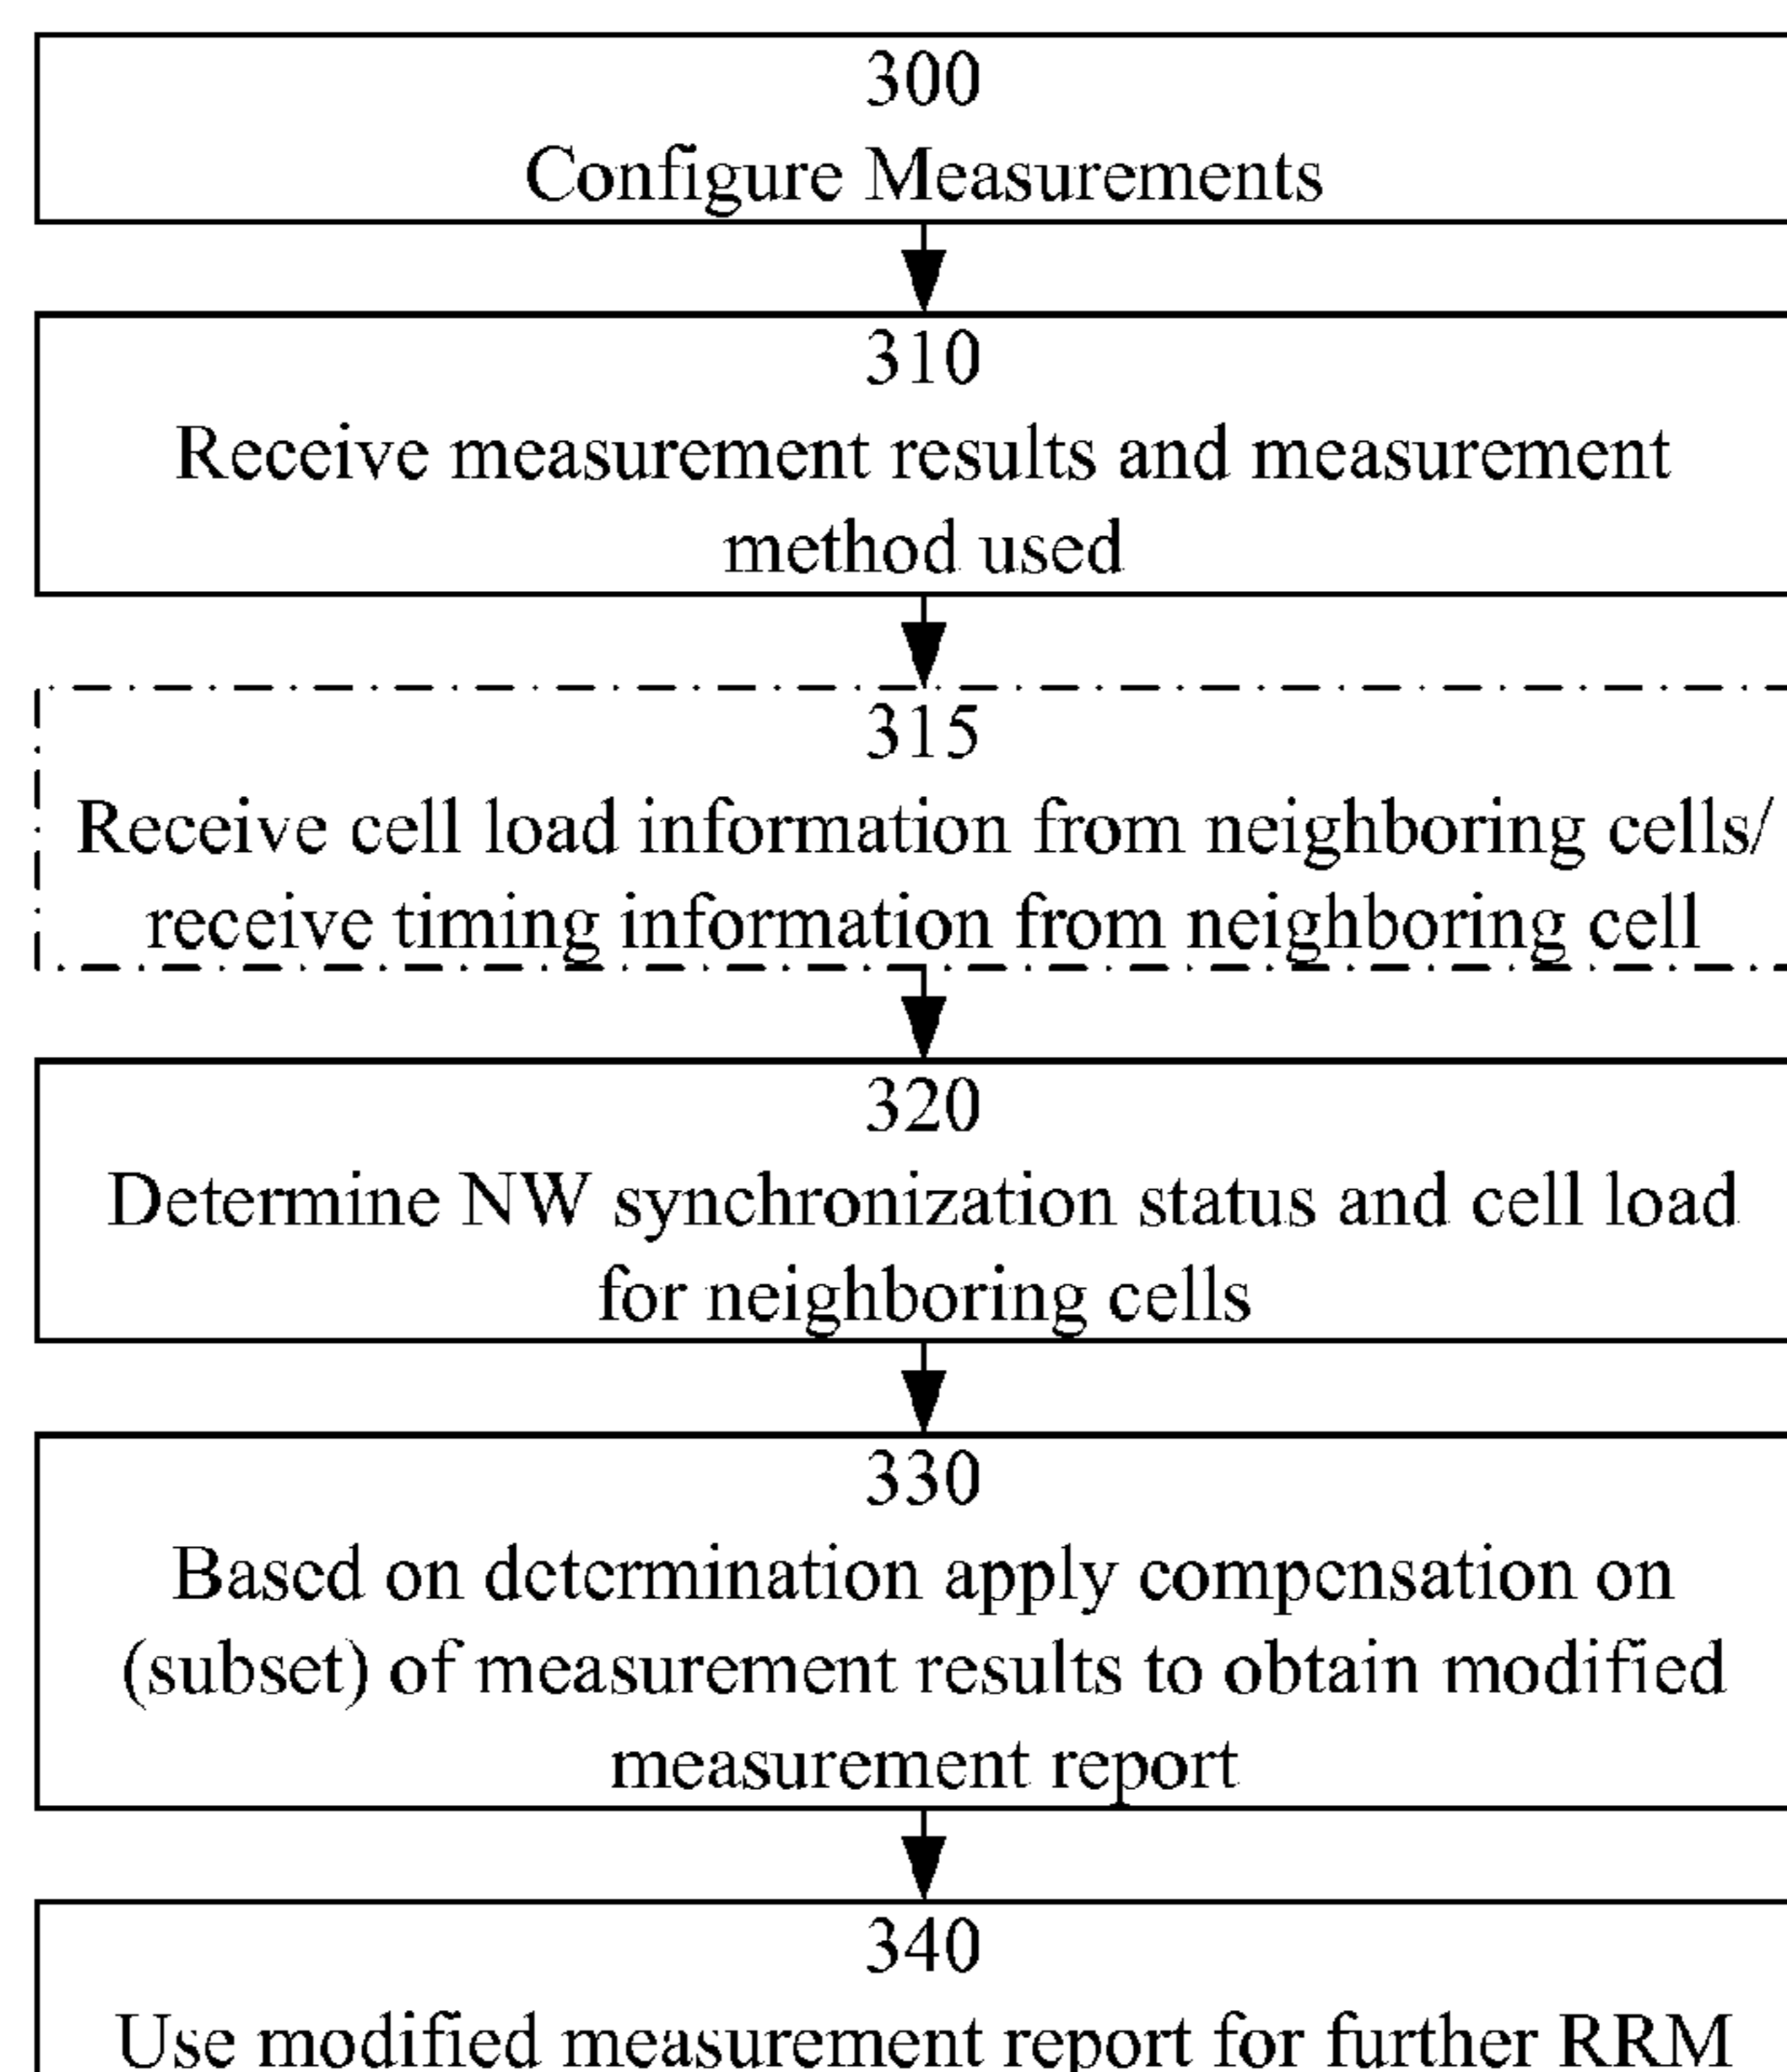 300
Configure Measurements
310
Receive measurement results and measurement
method used
315
Receive cell load information from neighboring cells/
receive timing information from neighboring cell
320
Determine NW synchronization status and cell load
for neighboring cells
330
Based on determination apply compensation on
(subset) of measurement results to obtain modified
measurement report
340
Use modified measurement report for further RRM